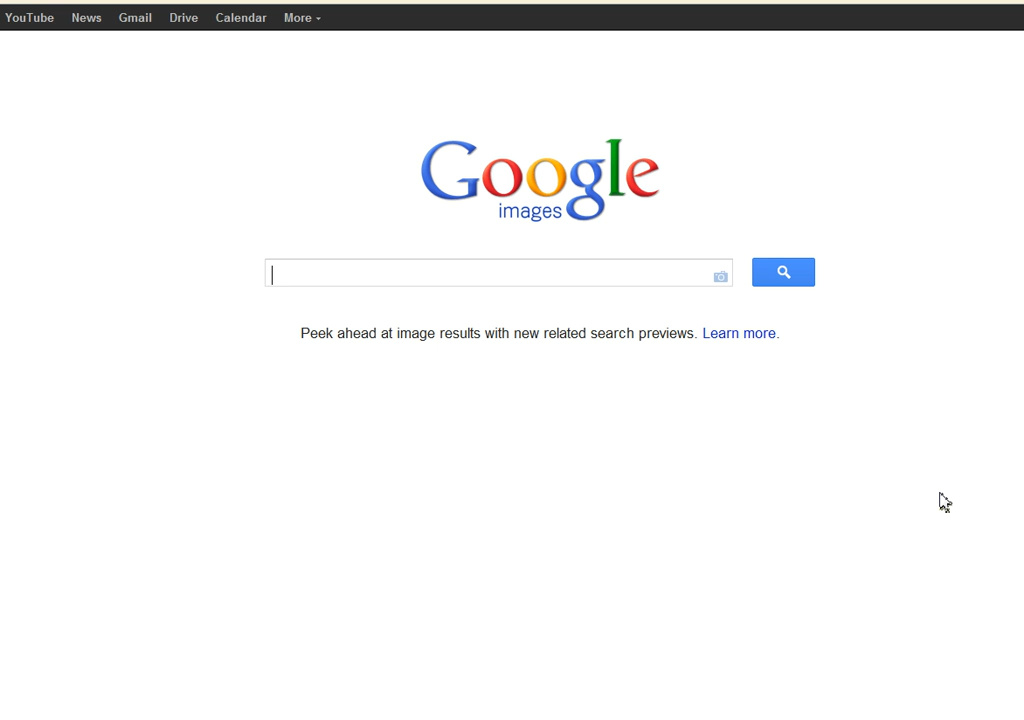 YouTube News Gmail Drive Calendar More
Google
images
Peek ahead at image results with new related search previews. Learn more.